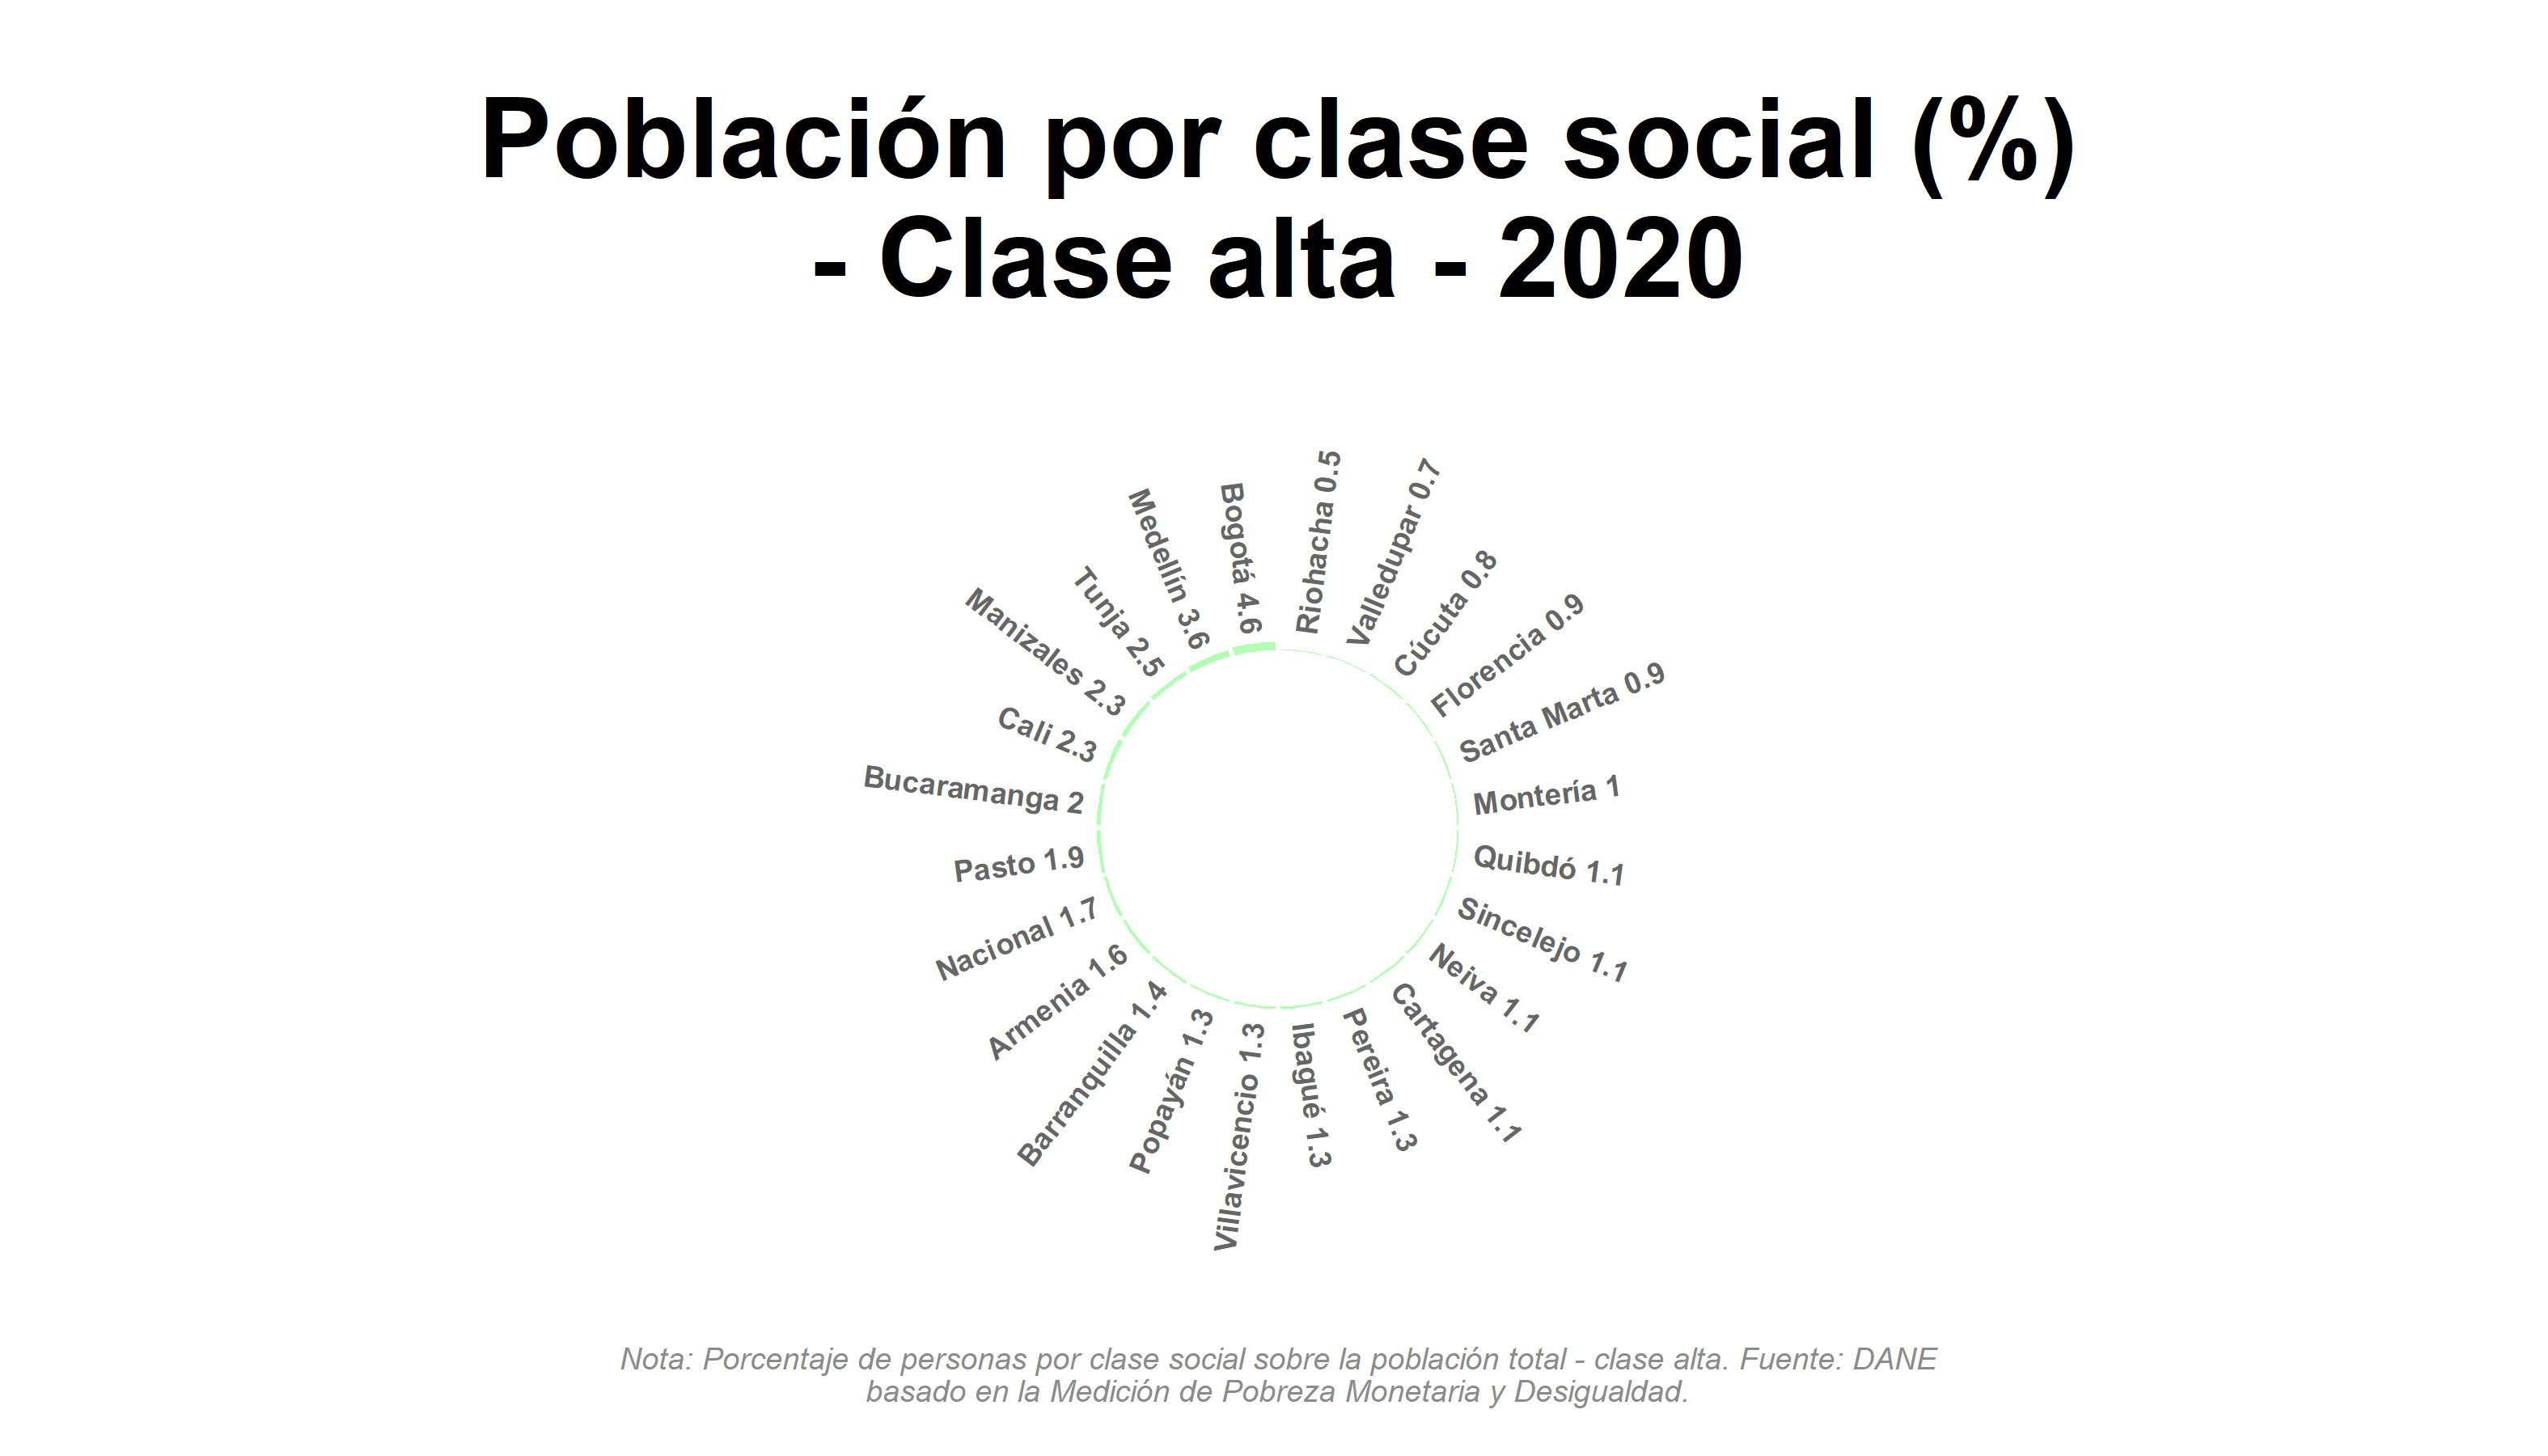 Población por clase social (%)
- Clase alta - 2020
Riohacha 0.5
Valledupar 0.7
Cúcuta 0.8
Florencia 0.9
Santa Marta 0.9
Montería 1
Quibdó 1.1
Sincelejo 1.1
Neiva 1.1
Cartagena 1.1
Pereira 1.3
Ibagué 1.3
Villavicencio 1.3
Popayán 1.3
Barranquilla 1.4
Armenia 1.6
Nacional 1.7
Pasto 1.9
Bucaramanga 2
Cali 2.3
Manizales 2.3
Tunja 2.5
Medellín 3.6
Bogotá 4.6
Nota: Porcentaje de personas por clase social sobre la población total - clase alta. Fuente: DANE
basado en la Medición de Pobreza Monetaria y Desigualdad.